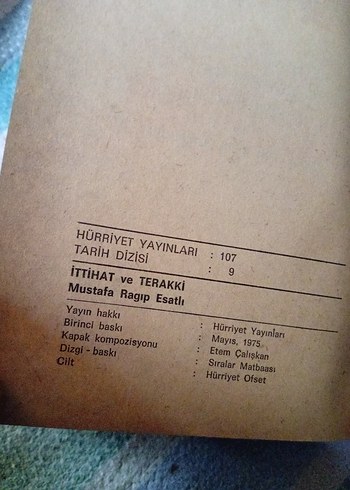 HÜRRİYET YAYINLARI : 107
TARİH DİZİSİ : 9
İTTİHAT ve TERAKKİ
Mustafa Ragıp Esatlı
Yayın hakkı : Hürriyet Yayınları
Birinci baskı : Mayıs, 1975
Kapak kompozisyonu : Etem Çalışkan
Dizgi - baskı : Sıralar Matbaası
Cilt : Hürriyet Ofset